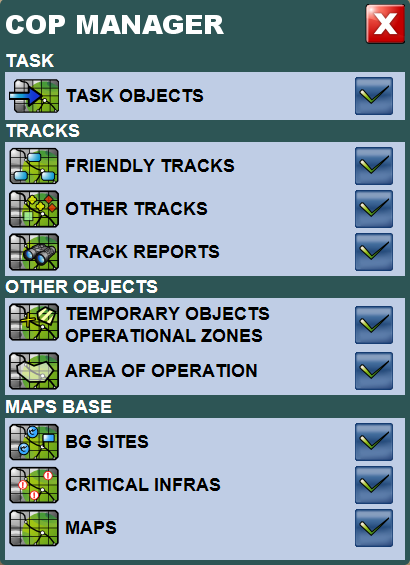 COP MANAGER
TASK
TASK OBJECTS
TRACKS
FRIENDLY TRACKS
OTHER TRACKS
TRACK REPORTS
OTHER OBJECTS
TEMPORARY OBJECTS
OPERATIONAL ZONES
AREA OF OPERATION
MAPS BASE
BG SITES
CRITICAL INFRAS
MAPS